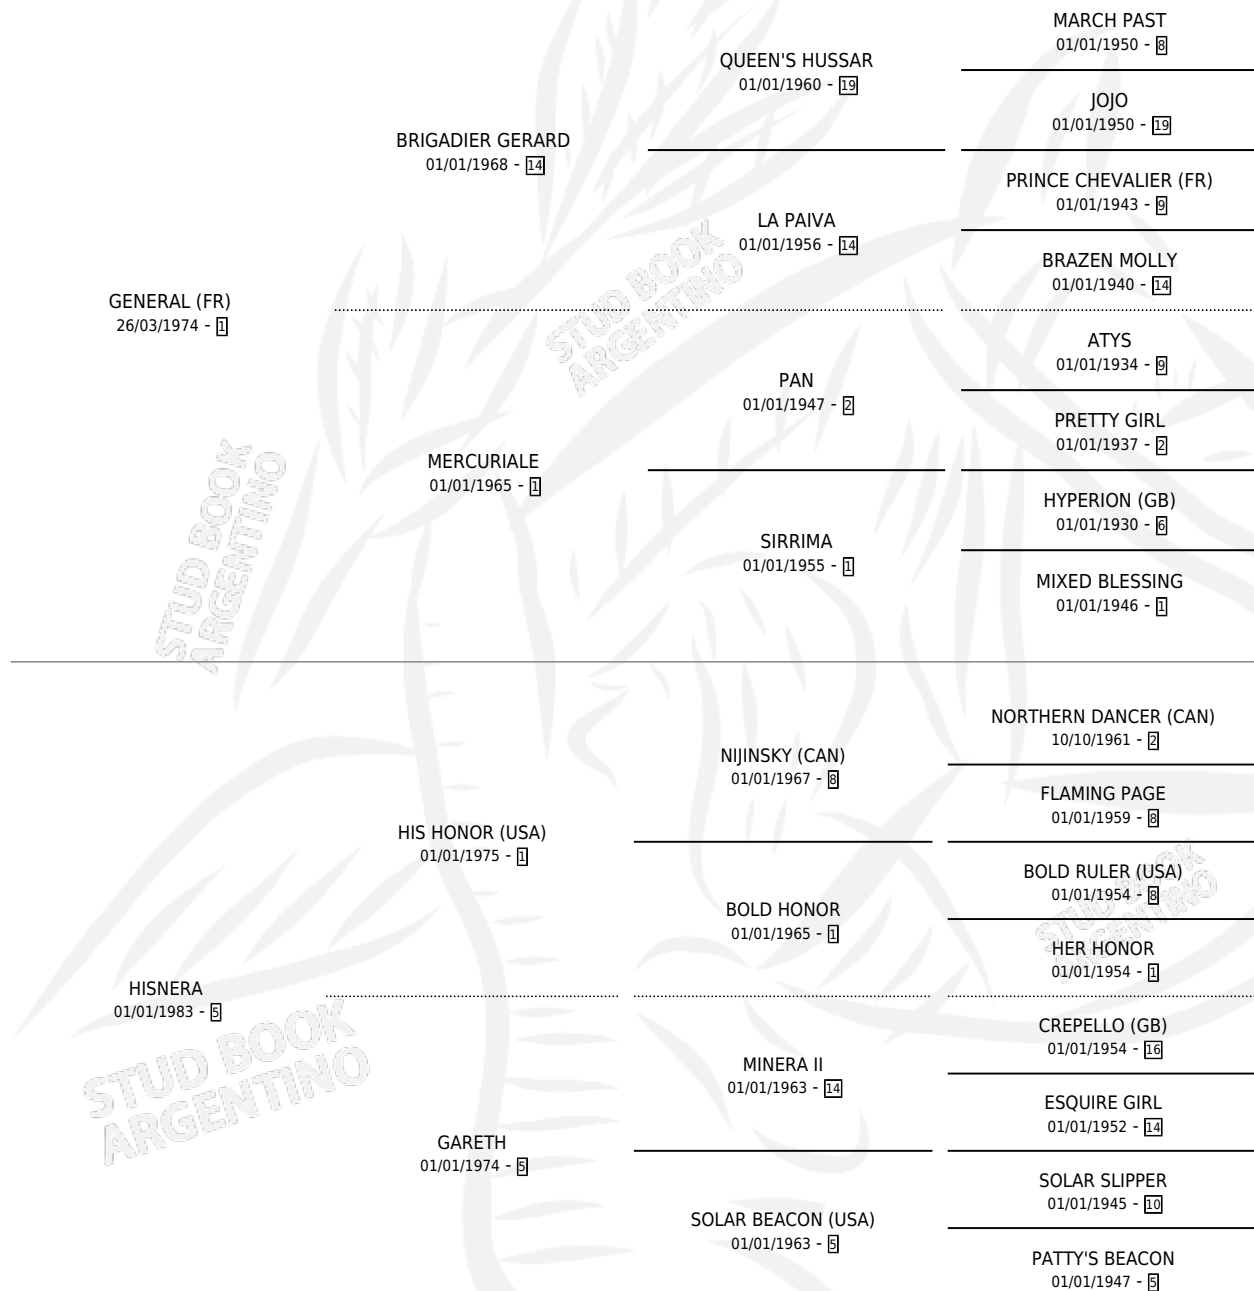 MARCH PAST
01/01/1950 - 8
QUEEN'S HUSSAR
01/01/1960 - 19
JOJO
01/01/1950 - 19
BRIGADIER GERARD
01/01/1968 - 14
PRINCE CHEVALIER (FR)
01/01/1943 - 9
LA PAIVA
01/01/1956 - 14
BRAZEN MOLLY
01/01/1940 - 14
GENERAL (FR)
26/03/1974 - 1
STUD BOOK
ARGENTINO
ATYS
01/01/1934 - 9
PAN
01/01/1947 - 2
PRETTY GIRL
01/01/1937 - 2
MERCURIALE
01/01/1965 - 1
HYPERION (GB)
01/01/1930 - 6
SIRRIMA
01/01/1955 - 1
MIXED BLESSING
01/01/1946 - 1
STUD BOOK
ARGENTINO
NORTHERN DANCER (CAN)
10/10/1961 - 2
NIJINSKY (CAN)
01/01/1967 - 8
FLAMING PAGE
01/01/1959 - 8
HIS HONOR (USA)
01/01/1975 - 1
BOLD RULER (USA)
01/01/1954 - 8
STUD BOOK
ARGENTINO
BOLD HONOR
01/01/1965 - 1
HER HONOR
01/01/1954 - 1
HISNERA
01/01/1983 - 5
STUD BOOK
ARGENTINO
CREPELLO (GB)
01/01/1954 - 16
MINERA II
01/01/1963 - 14
ESQUIRE GIRL
01/01/1952 - 14
GARETH
01/01/1974 - 5
SOLAR SLIPPER
01/01/1945 - 10
SOLAR BEACON (USA)
01/01/1963 - 5
PATTY'S BEACON
01/01/1947 - 5